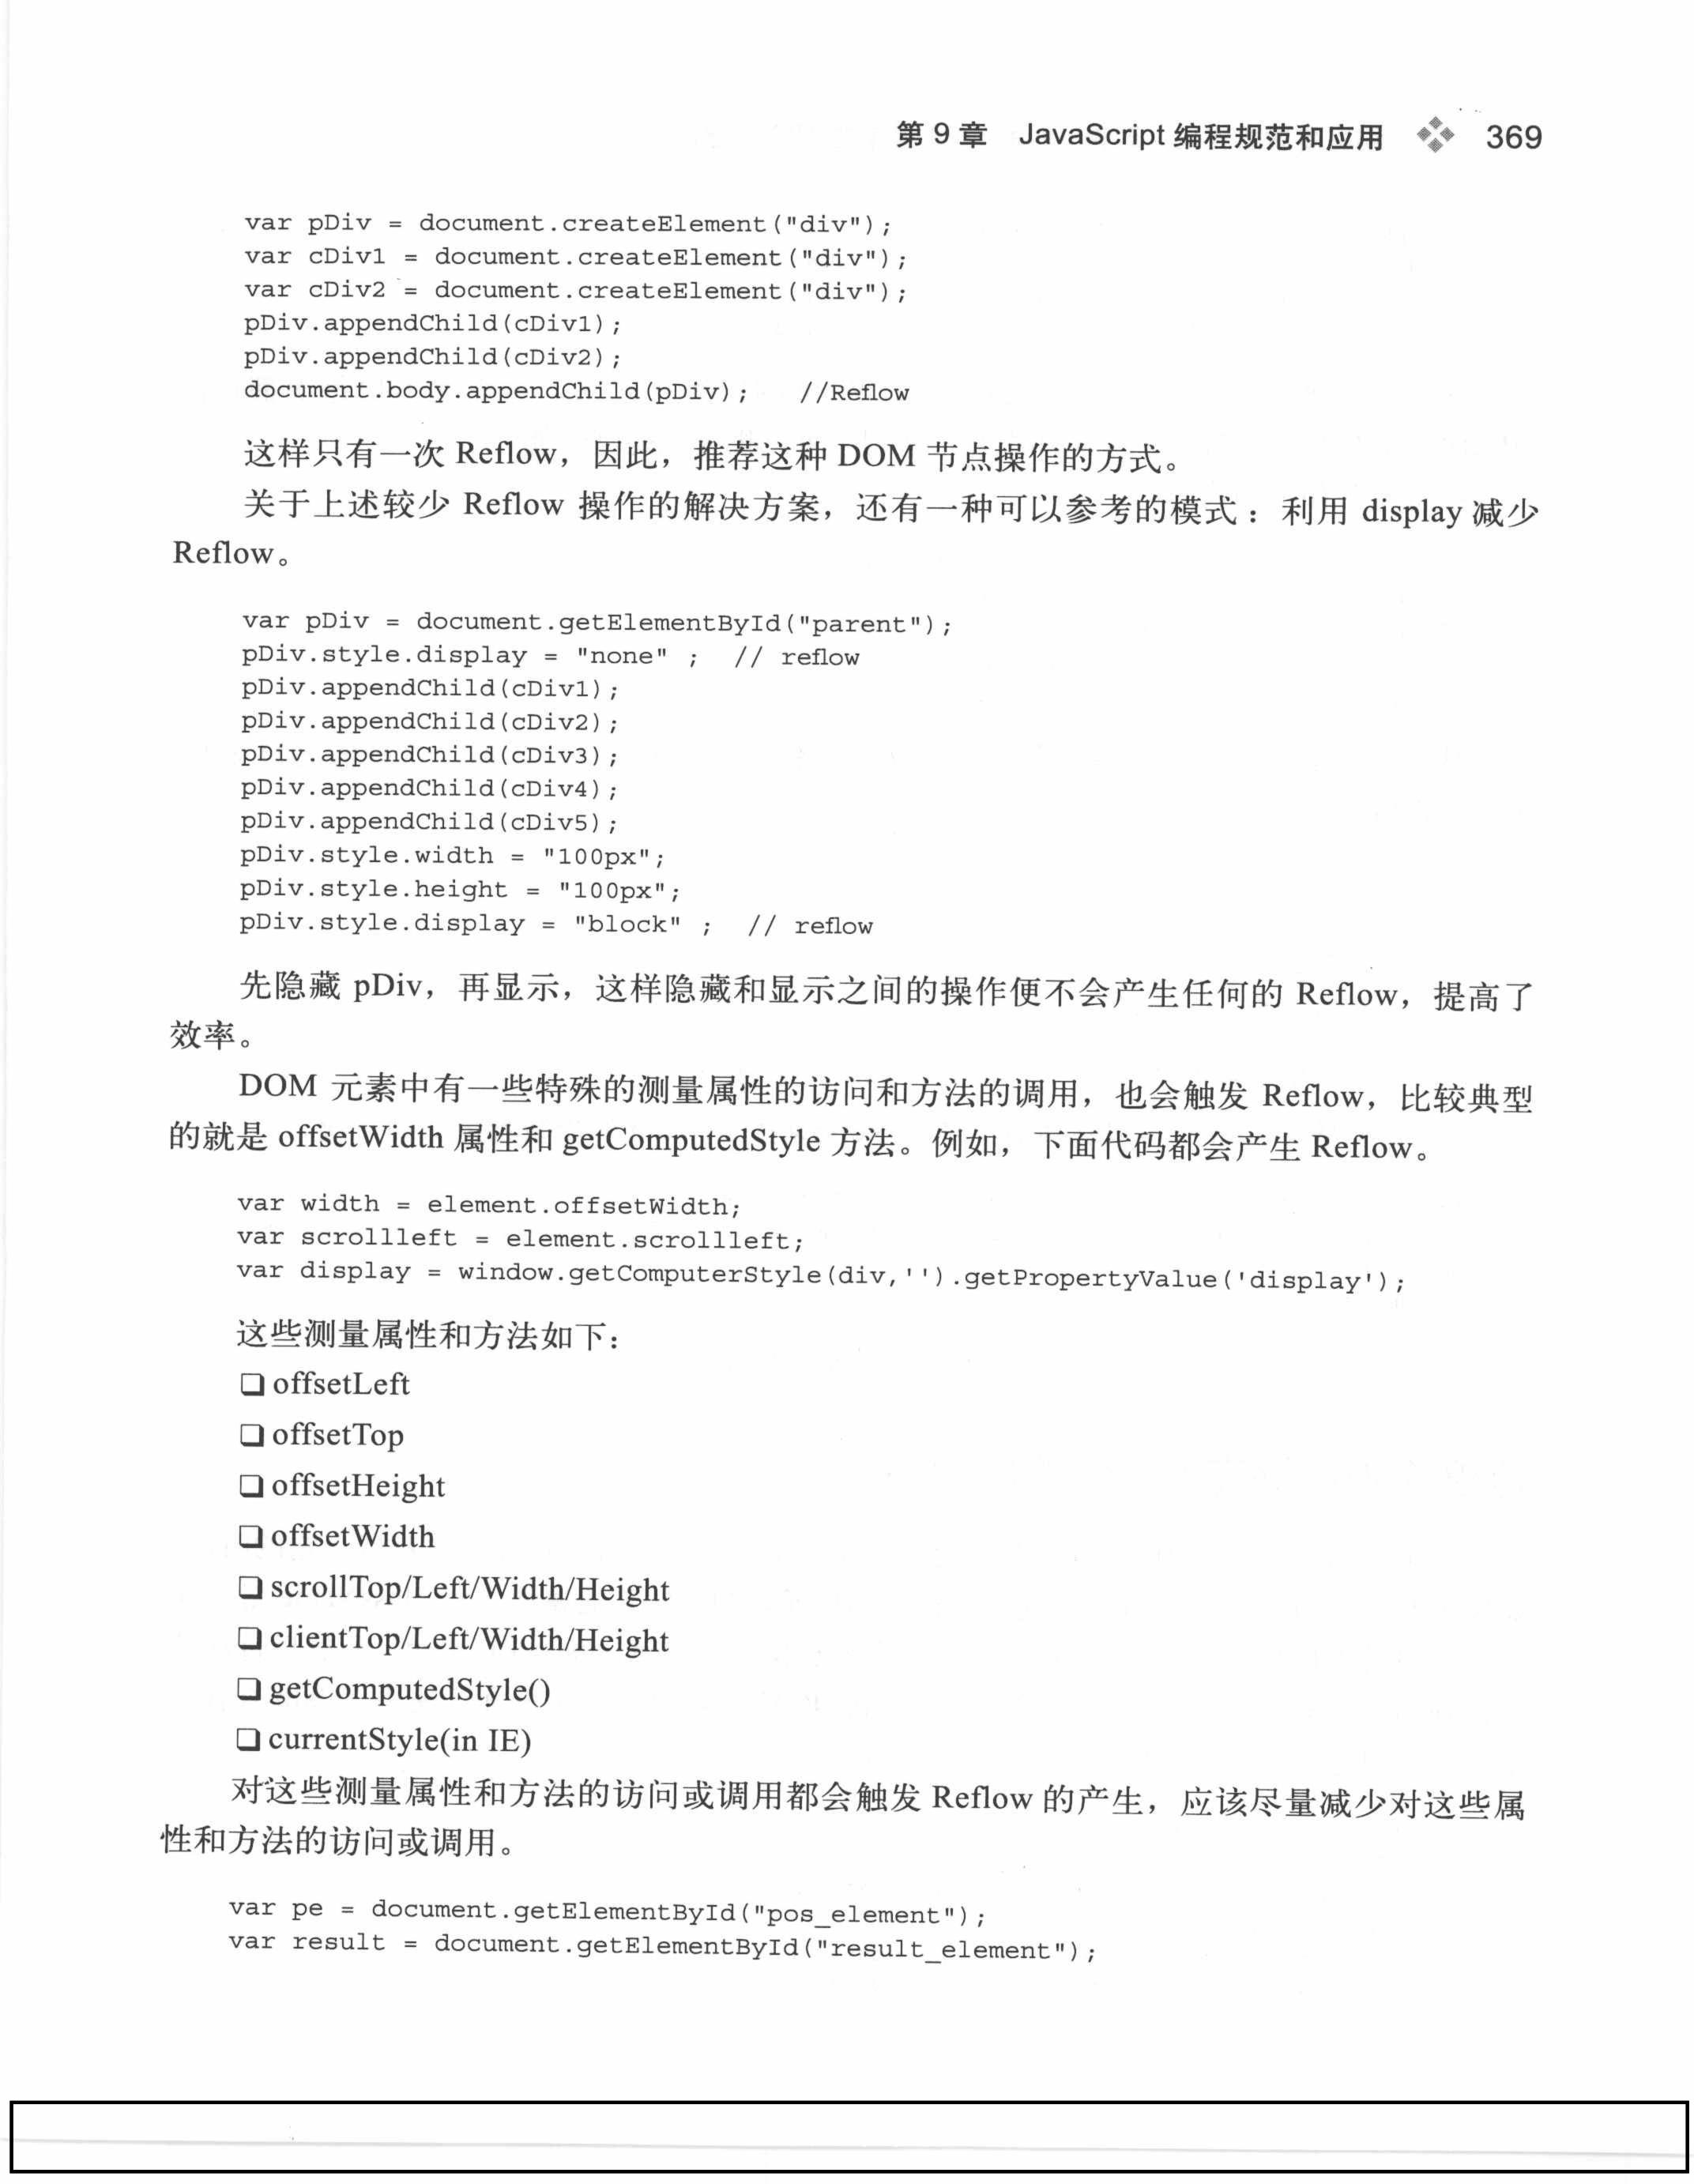 第 9 章 JavaScript 编程规范和应用 369
var pDiv = document.createElement("div");
var cDiv1 = document.createElement("div");
var cDiv2 = document.createElement("div");
pDiv.appendChild(cDiv1);
pDiv.appendChild(cDiv2);
document.body.appendChild(pDiv); //Reflow
这样只有一次 Reflow，因此，推荐这种 DOM 节点操作的方式。
关于上述较少 Reflow 操作的解决方案，还有一种可以参考的模式：利用 display 减少
Reflow。
var pDiv = document.getElementById("parent");
pDiv.style.display = "none" ; // reflow
pDiv.appendChild(cDiv1);
pDiv.appendChild(cDiv2);
pDiv.appendChild(cDiv3);
pDiv.appendChild(cDiv4);
pDiv.appendChild(cDiv5);
pDiv.style.width = "100px";
pDiv.style.height = "100px";
pDiv.style.display = "block" ; // reflow
先隐藏 pDiv，再显示，这样隐藏和显示之间的操作便不会产生任何的 Reflow，提高了
效率。
DOM 元素中有一些特殊的测量属性的访问和方法的调用，也会触发 Reflow，比较典型
的就是 offsetWidth 属性和 getComputedStyle 方法。例如，下面代码都会产生 Reflow。
var width = element.offsetWidth;
var scrollleft = element.scrollleft;
var display = window.getComputerStyle(div,'').getPropertyValue('display');
这些测量属性和方法如下：
❏ offsetLeft
❏ offsetTop
❏ offsetHeight
❏ offsetWidth
❏ scrollTop/Left/Width/Height
❏ clientTop/Left/Width/Height
❏ getComputedStyle()
❏ currentStyle(in IE)
对这些测量属性和方法的访问或调用都会触发 Reflow 的产生，应该尽量减少对这些属
性和方法的访问或调用。
var pe = document.getElementById("pos_element");
var result = document.getElementById("result_element");